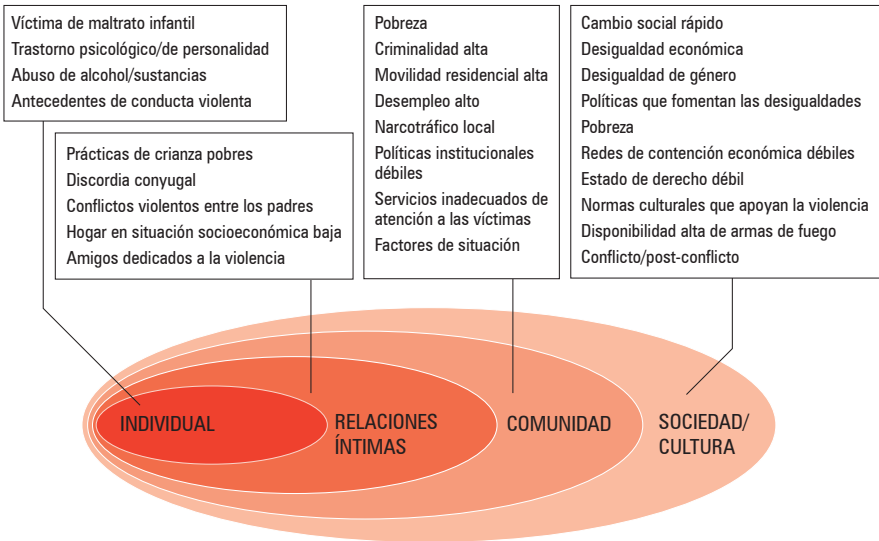 Víctima de maltrato infantil
Trastorno psicológico/de personalidad
Abuso de alcohol/sustancias
Antecedentes de conducta violenta
Prácticas de crianza pobres
Discordia conyugal
Conflictos violentos entre los padres
Hogar en situación socioeconómica baja
Amigos dedicados a la violencia
Pobreza
Criminalidad alta
Movilidad residencial alta
Desempleo alto
Narcotráfico local
Políticas institucionales
débiles
Servicios inadecuados de
atención a las víctimas
Factores de situación
Cambio social rápido
Desigualdad económica
Desigualdad de género
Políticas que fomentan las desigualdades
Pobreza
Redes de contención económica débiles
Estado de derecho débil
Normas culturales que apoyan la violencia
Disponibilidad alta de armas de fuego
Conflicto/post-conflicto
INDIVIDUAL
RELACIONES
ÍNTIMAS
COMUNIDAD
SOCIEDAD/
CULTURA